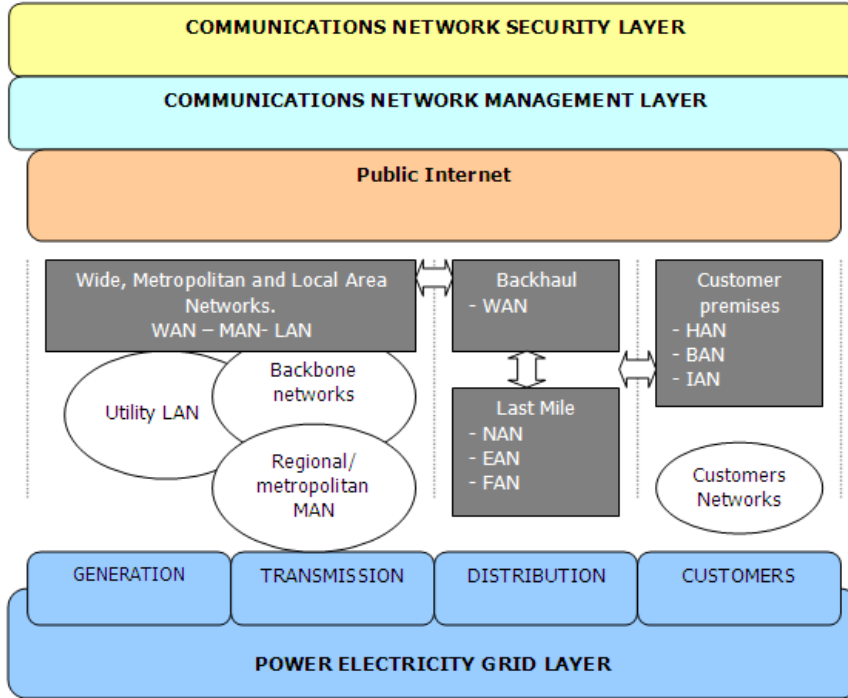 COMMUNICATIONS NETWORK SECURITY LAYER
COMMUNICATIONS NETWORK MANAGEMENT LAYER
Public Internet
Wide, Metropolitan and Local Area
Networks.
WAN – MAN- LAN
Backhaul
- WAN
Customer
premises
- HAN
- BAN
- IAN
Utility LAN
Backbone
networks
Regional/
metropolitan
MAN
Last Mile
- NAN
- EAN
- FAN
Customers
Networks
GENERATION
TRANSMISSION
DISTRIBUTION
CUSTOMERS
POWER ELECTRICITY GRID LAYER